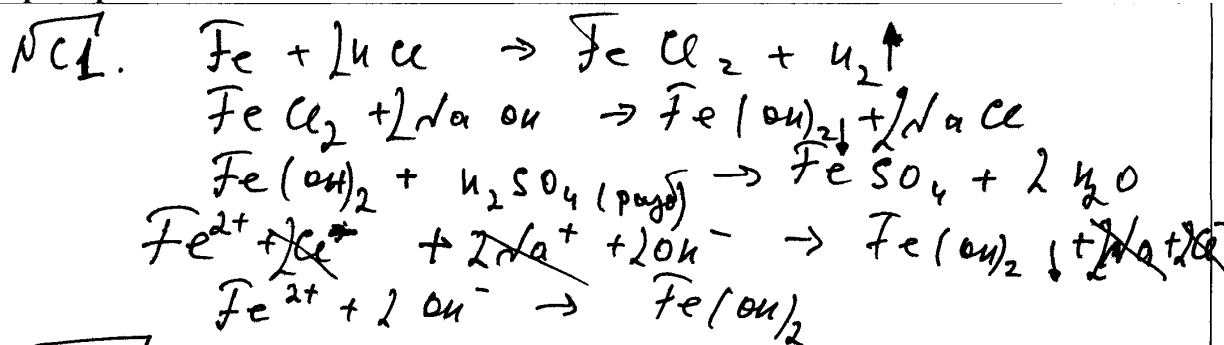 №C1. Fe + 2HCl → FeCl₂ + H₂↑
FeCl₂ + 2NaOH → Fe(OH)₂↓ + 2NaCl
Fe(OH)₂ + H₂SO₄ (разб) → FeSO₄ + 2H₂O
Fe²⁺ + 2Cl⁻ + 2Na⁺ + 2OH⁻ → Fe(OH)₂↓ + 2Na + 2Cl⁻
Fe²⁺ + 2OH⁻ → Fe(OH)₂